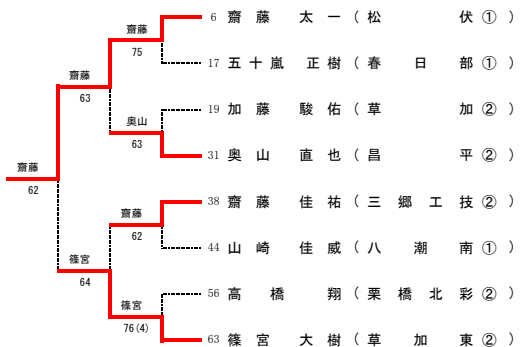 齋藤
6 齋藤 太一 ( 松 伏 ① )
75
17 五十嵐 正樹 ( 春 日 部 ① )
齋藤
63
19 加藤 駿佑 ( 草 加 ② )
奥山
63
31 奥山 直也 ( 昌 平 ② )
齋藤
62
38 齋藤 佳祐 ( 三 郷 工 技 ② )
齋藤
62
44 山崎 佳威 ( 八 潮 南 ① )
篠宮
64
56 高橋 翔 ( 栗 橋 北 彩 ② )
篠宮
76(4)
63 篠宮 大樹 ( 草 加 東 ② )